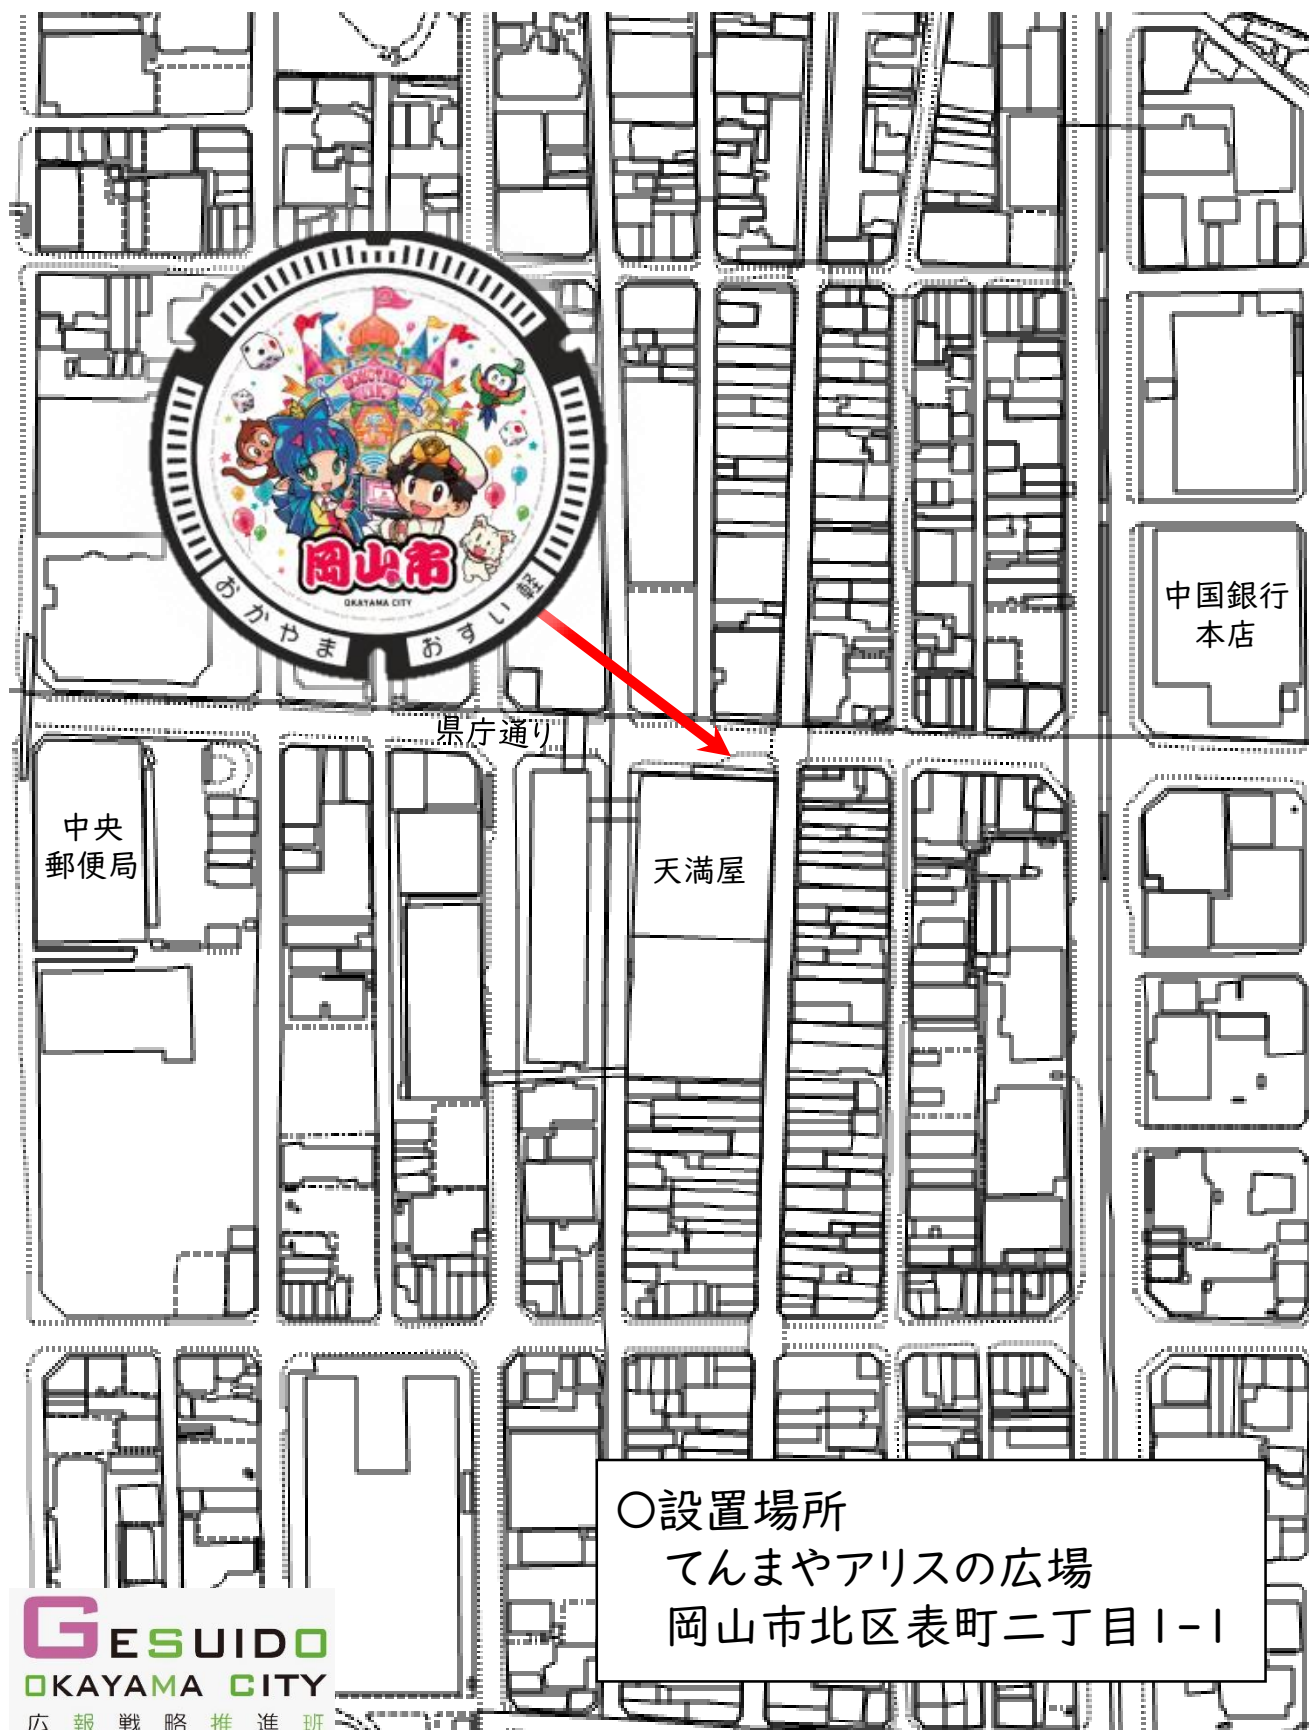 岡山市
OKAYAMA CITY
おかやま
おすい
軽
中国銀行
本店
県庁通り
中央
郵便局
天満屋
○設置場所
てんまやアリスの広場
岡山市北区表町二丁目1-1
GESUIDO
OKAYAMA CITY
広報戦略推進班